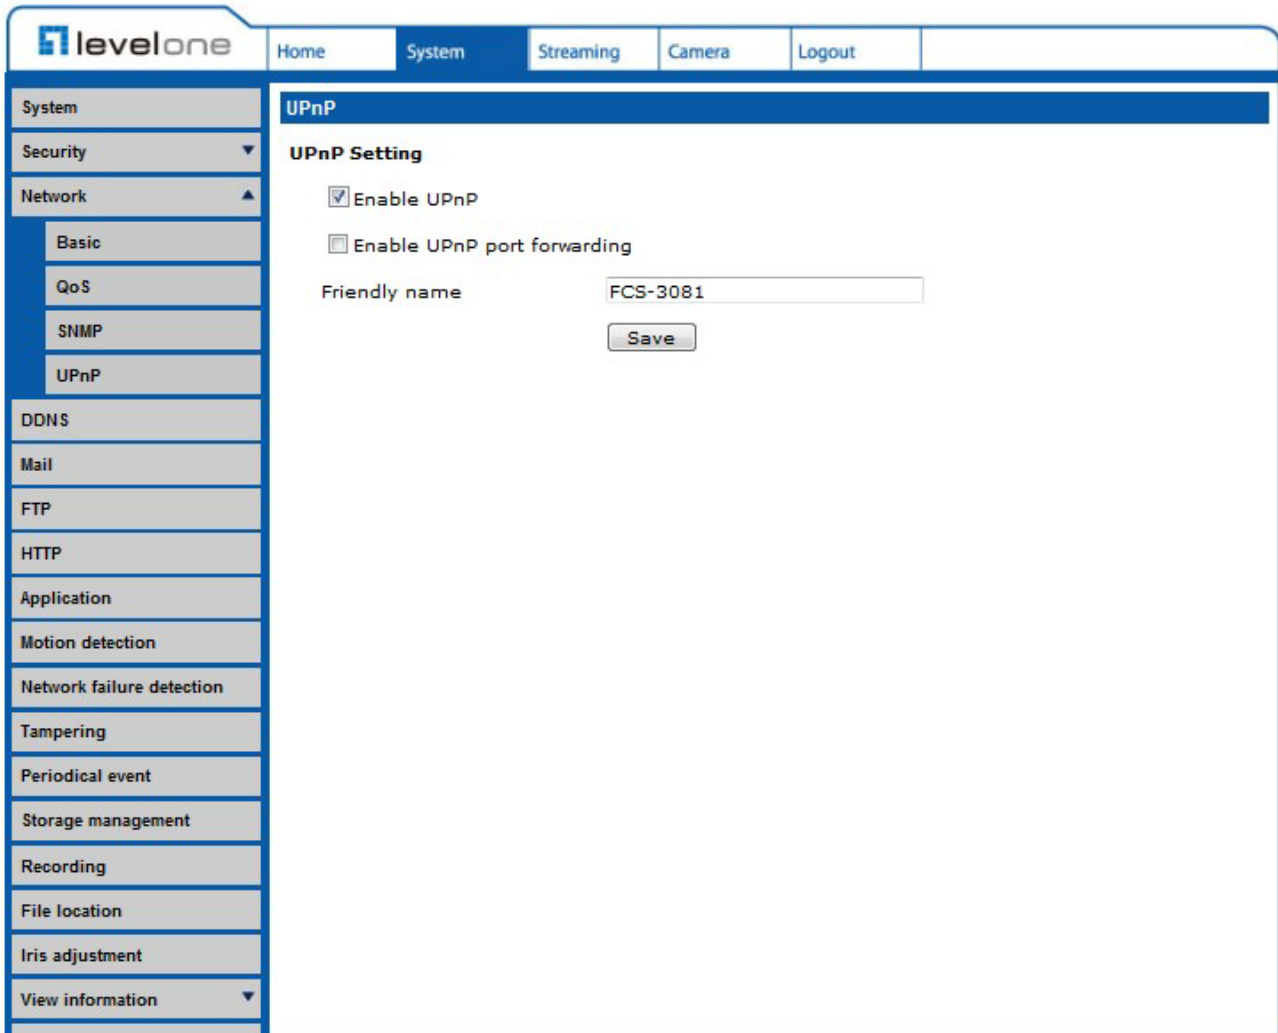 levelone
Home System Streaming Camera Logout
System
Security
Network
Basic
QoS
SNMP
UPnP
DDNS
Mail
FTP
HTTP
Application
Motion detection
Network failure detection
Tampering
Periodical event
Storage management
Recording
File location
Iris adjustment
View information
UPnP
UPnP Setting
Enable UPnP
Enable UPnP port forwarding
Friendly name FCS-3081
Save